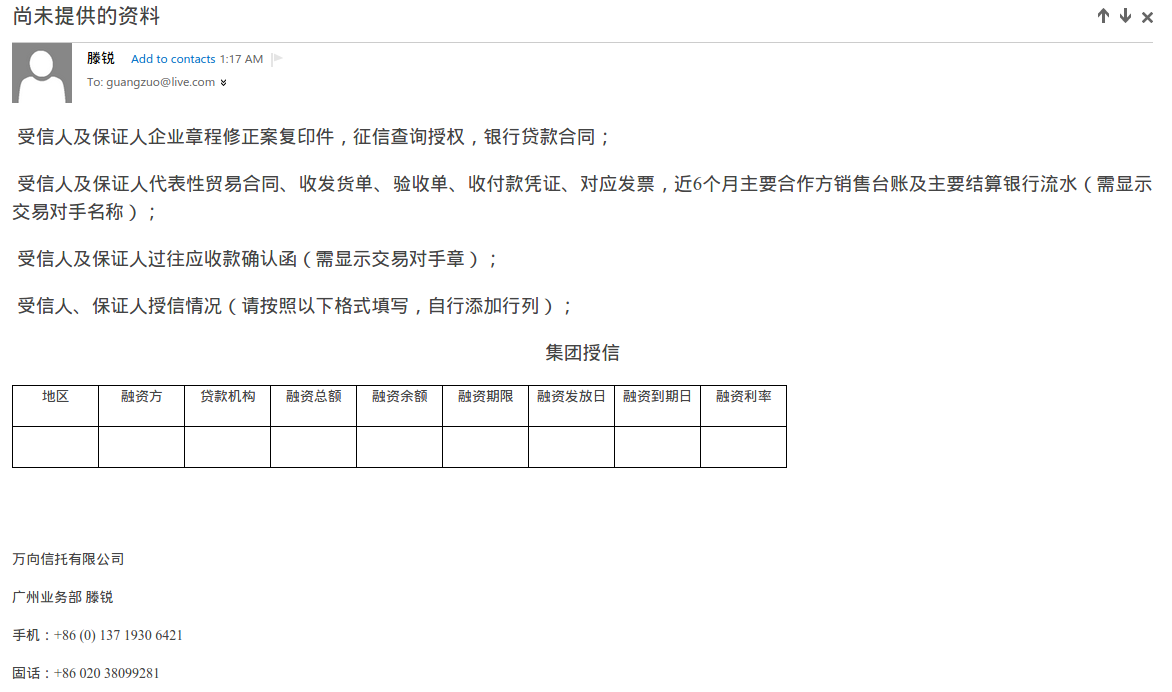 尚未提供的资料
滕锐 Add to contacts 1:17 AM
To: guangzuo@live.com
受信人及保证人企业章程修正案复印件，征信查询授权，银行贷款合同；
受信人及保证人代表性贸易合同、收发货单、验收单、收付款凭证、对应发票，近6个月主要合作方销售台账及主要结算银行流水（需显示
交易对手名称）；
受信人及保证人过往应收款确认函（需显示交易对手章）；
受信人、保证人授信情况（请按照以下格式填写，自行添加行列）；
集团授信
地区 融资方 贷款机构 融资总额 融资余额 融资期限 融资发放日 融资到期日 融资利率
万向信托有限公司
广州业务部 滕锐
手机：+86 (0) 137 1930 6421
固话：+86 020 38099281